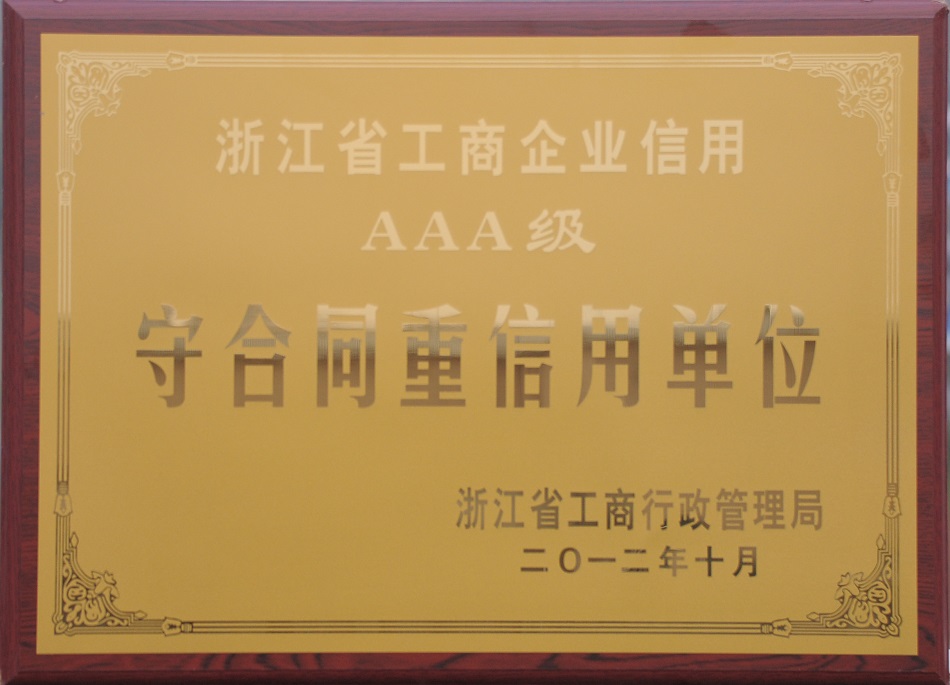 浙江省工商企业信用
AAA级
守合同重信用单位
浙江省工商行政管理局
二〇一二年十月